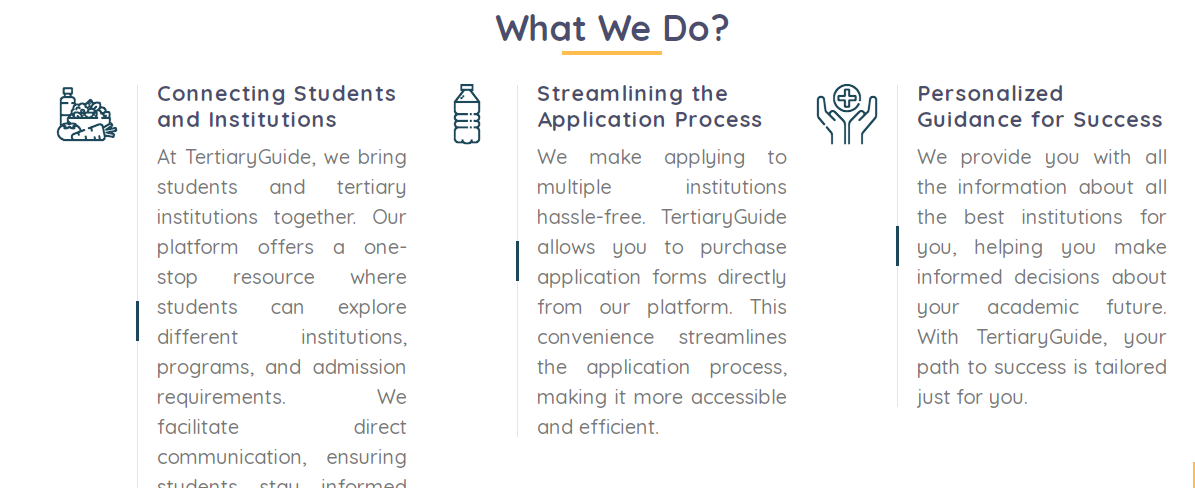 What We Do?
Connecting Students
and Institutions
At TertiaryGuide, we bring
students and tertiary
institutions together. Our
platform offers a one-
stop resource where
students can explore
different institutions,
programs, and admission
requirements. We
facilitate direct
communication, ensuring
students stay informed
Streamlining the
Application Process
We make applying to
multiple institutions
hassle-free. TertiaryGuide
allows you to purchase
application forms directly
from our platform. This
convenience streamlines
the application process,
making it more accessible
and efficient.
Personalized
Guidance for Success
We provide you with all
the information about all
the best institutions for
you, helping you make
informed decisions about
your academic future.
With TertiaryGuide, your
path to success is tailored
just for you.